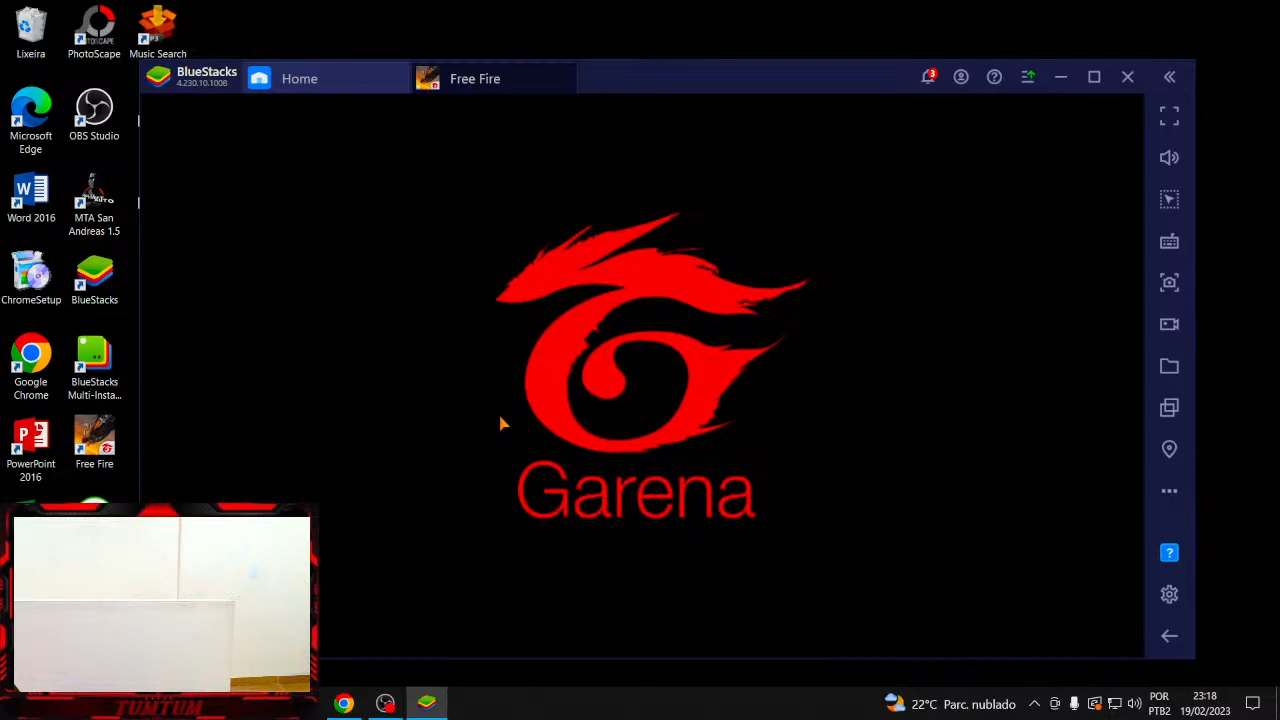 Lixeira
PhotoScape
Music Search
BlueStacks
4.230.10.1008
Home
Free Fire
3
Microsoft
Edge
OBS Studio
Word 2016
MTA San
Andreas 1.5
ChromeSetup
BlueStacks
Google
Chrome
BlueStacks
Multi-Insta...
PowerPoint
2016
Free Fire
Garena
?
TUMTUM
22°C Parc. nublado
POR
PTB2
23:18
19/02/2023